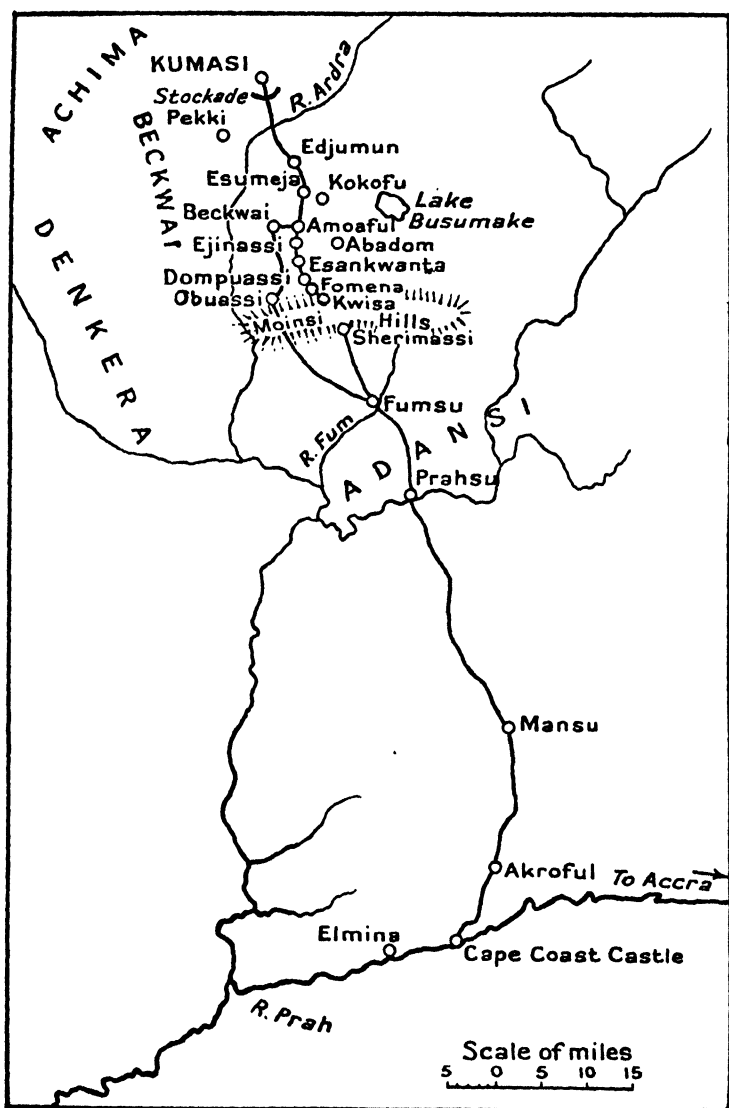 ACHIMA
KUMASI
R. Ardra
Stockade
Pekki
BECKWAI
Edjumun
Esumeja
Kokofu
Lake
Busumake
Beckwai
Amoaful
Ejinassi
Abadom
Esankwanta
DENKERA
Dompuassi
Fomena
Obuassi
Kwisa
Moinsi
Hills
Sherimassi
Fumsu
R. Fum
ADANSI
Prahsu
Mansu
Akroful
To Accra
Elmina
Cape Coast Castle
R. Prah
Scale of miles
5 0 5 10 15